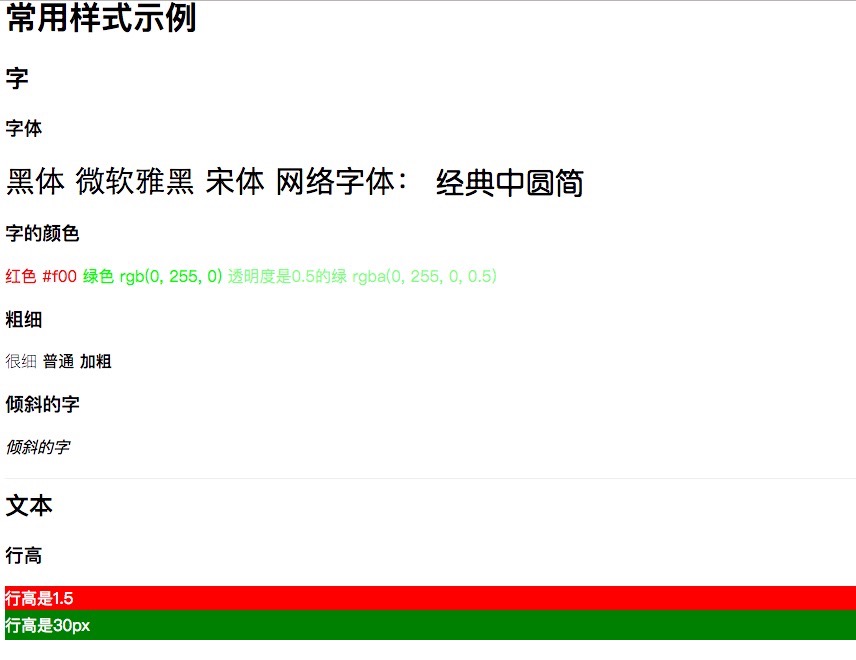 常用样式示例
字
字体
黑体 微软雅黑 宋体 网络字体： 经典中圆简
字的颜色
红色 #f00 绿色 rgb(0, 255, 0) 透明度是0.5的绿 rgba(0, 255, 0, 0.5)
粗细
很细 普通 加粗
倾斜的字
倾斜的字
文本
行高
行高是1.5
行高是30px